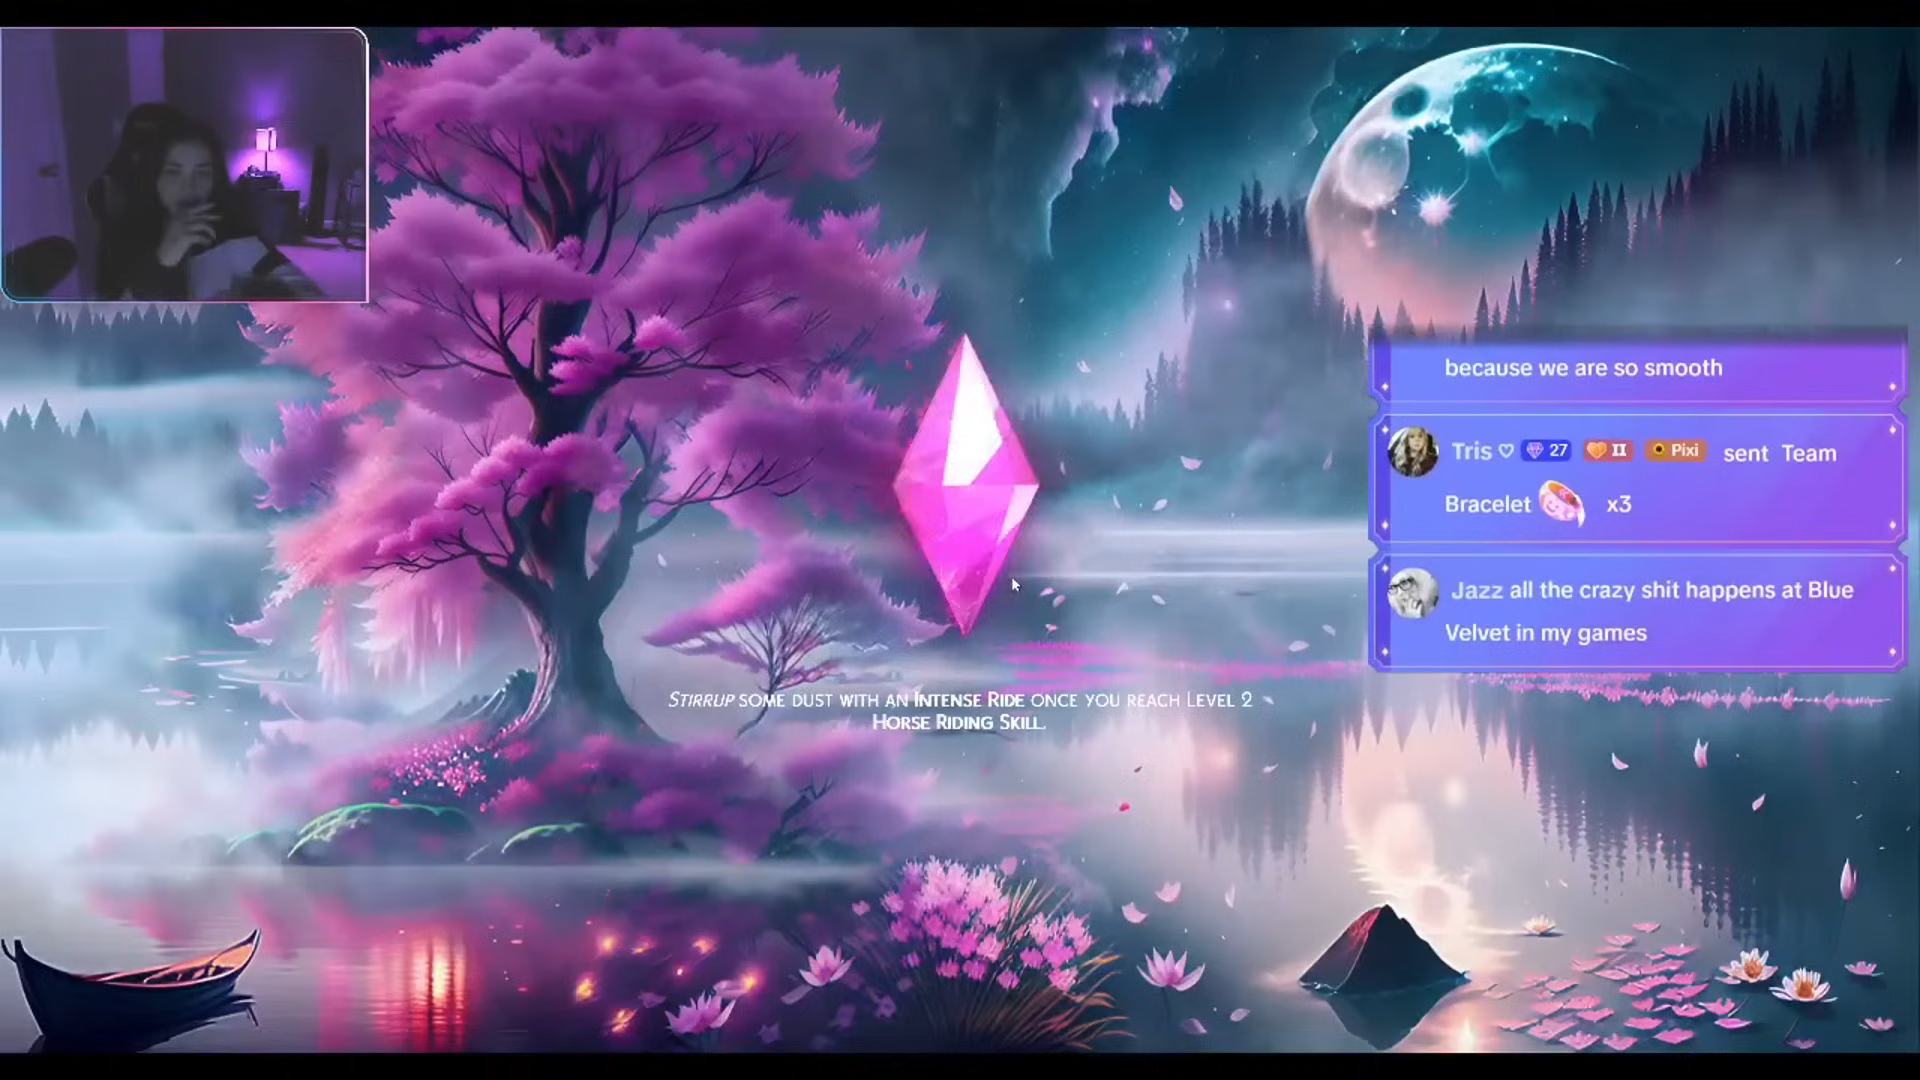 because we are so smooth
Tris ♡ 27 II Pixi sent Team
Bracelet x3
Jazz all the crazy shit happens at Blue
Velvet in my games
STIRRUP SOME DUST WITH AN INTENSE RIDE ONCE YOU REACH LEVEL 2
HORSE RIDING SKILL.